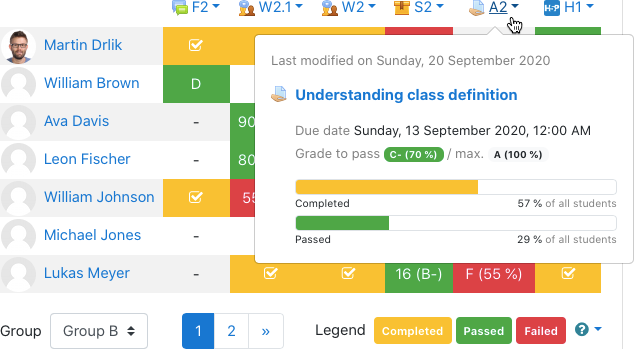 F2 W2.1 W2 S2 A2 H-P H1
Martin Drlik
Last modified on Sunday, 20 September 2020
William Brown D
Understanding class definition
Ava Davis - 90
Due date Sunday, 13 September 2020, 12:00 AM
Leon Fischer - 80
Grade to pass C- (70 %) / max. A (100 %)
William Johnson 55
Completed 57 % of all students
Michael Jones -
Passed 29 % of all students
Lukas Meyer - 16 (B-) F (55 %)
Group Group B 1 2 » Legend Completed Passed Failed ?